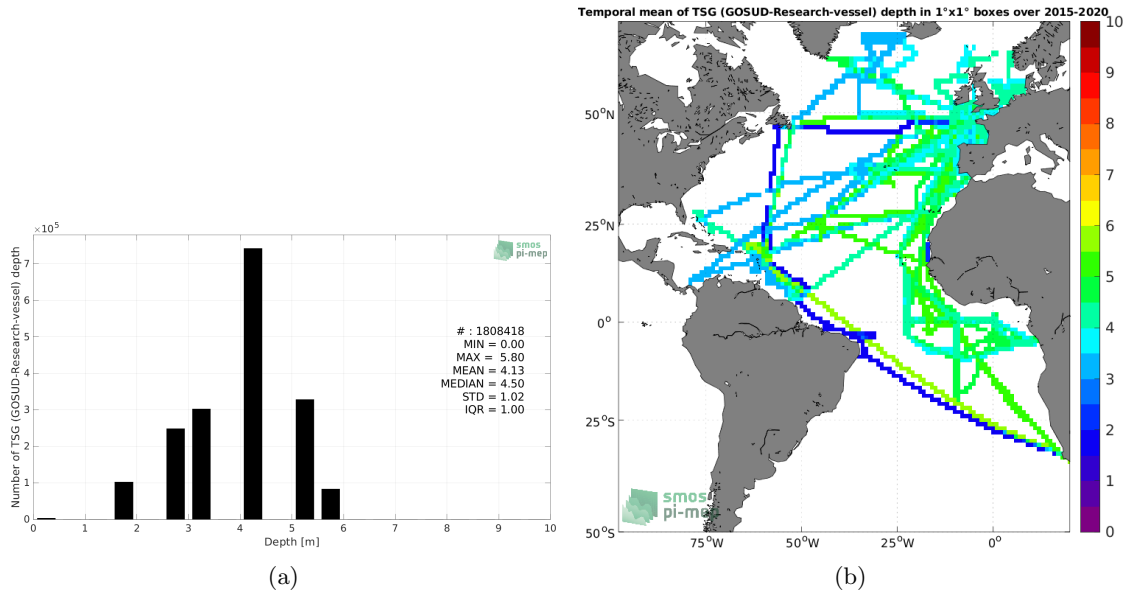 ×10⁵
7
6
5
4
3
2
1
0
Number of TSG (GOSUD-Research-vessel) depth
smos
pi-mep
# : 1808418
MIN = 0.00
MAX = 5.80
MEAN = 4.13
MEDIAN = 4.50
STD = 1.02
IQR = 1.00
0 1 2 3 4 5 6 7 8 9 10
Depth [m]
(a)
Temporal mean of TSG (GOSUD-Research-vessel) depth in 1°x1° boxes over 2015-2020
50°N
25°N
0°
25°S
50°S
75°W 50°W 25°W 0°
smos
pi-mep
10
9
8
7
6
5
4
3
2
1
0
(b)